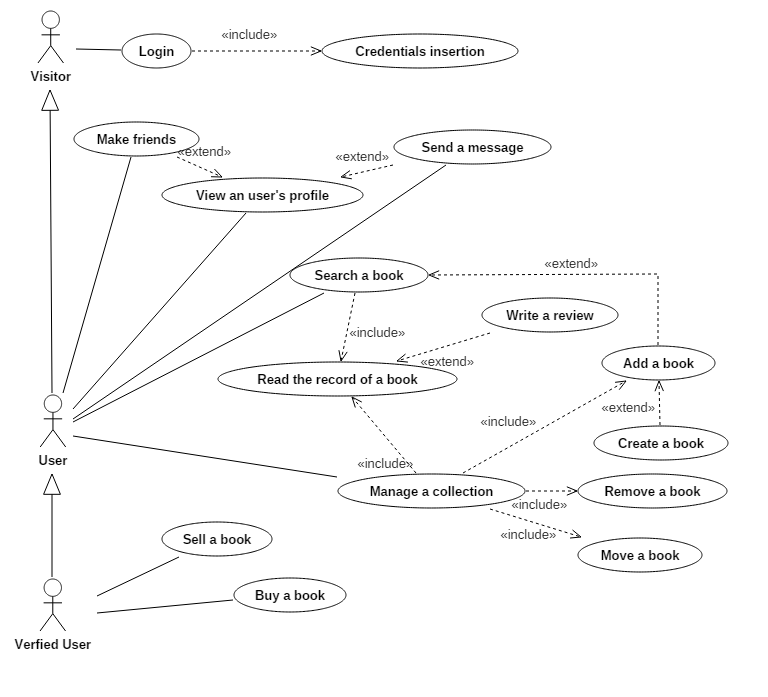 «include»
Login
Credentials insertion
Visitor
Make friends
Send a message
«extend»
«extend»
View an user's profile
«extend»
Search a book
Write a review
«include»
«extend»
Add a book
Read the record of a book
«extend»
«include»
Create a book
User
«include»
Manage a collection
Remove a book
«include»
«include»
Sell a book
Move a book
Buy a book
Verfied User